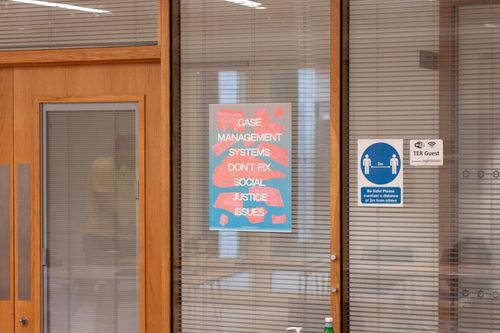 CASE
MANAGEMENT
SYSTEMS
DON'T FIX
SOCIAL
JUSTICE
ISSUES
2m
Be Safe! Please
maintain a distance
of 2m from others
TER Guest